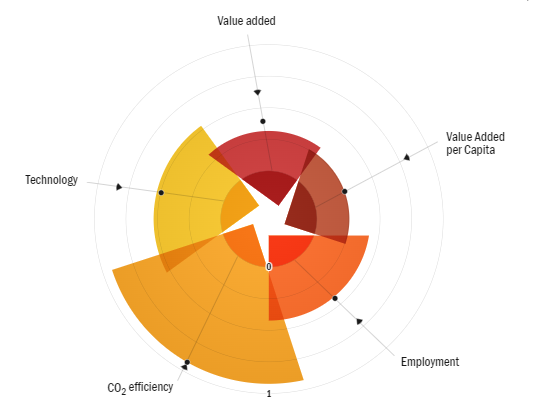 Value added
Value Added
per Capita
Technology
0
Employment
CO₂ efficiency
1